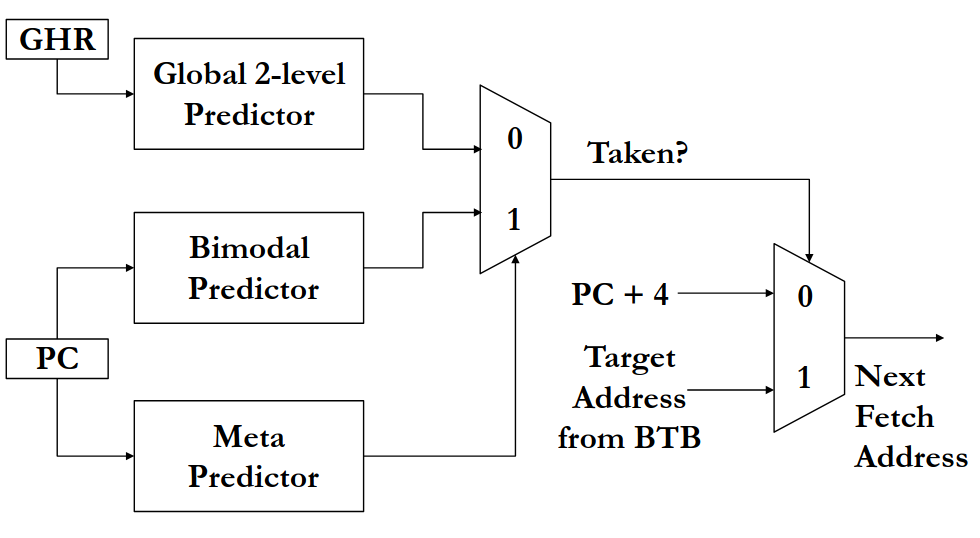 GHR
Global 2-level
Predictor
0
1
Taken?
Bimodal
Predictor
PC
Meta
Predictor
PC + 4
Target
Address
from BTB
0
1
Next
Fetch
Address